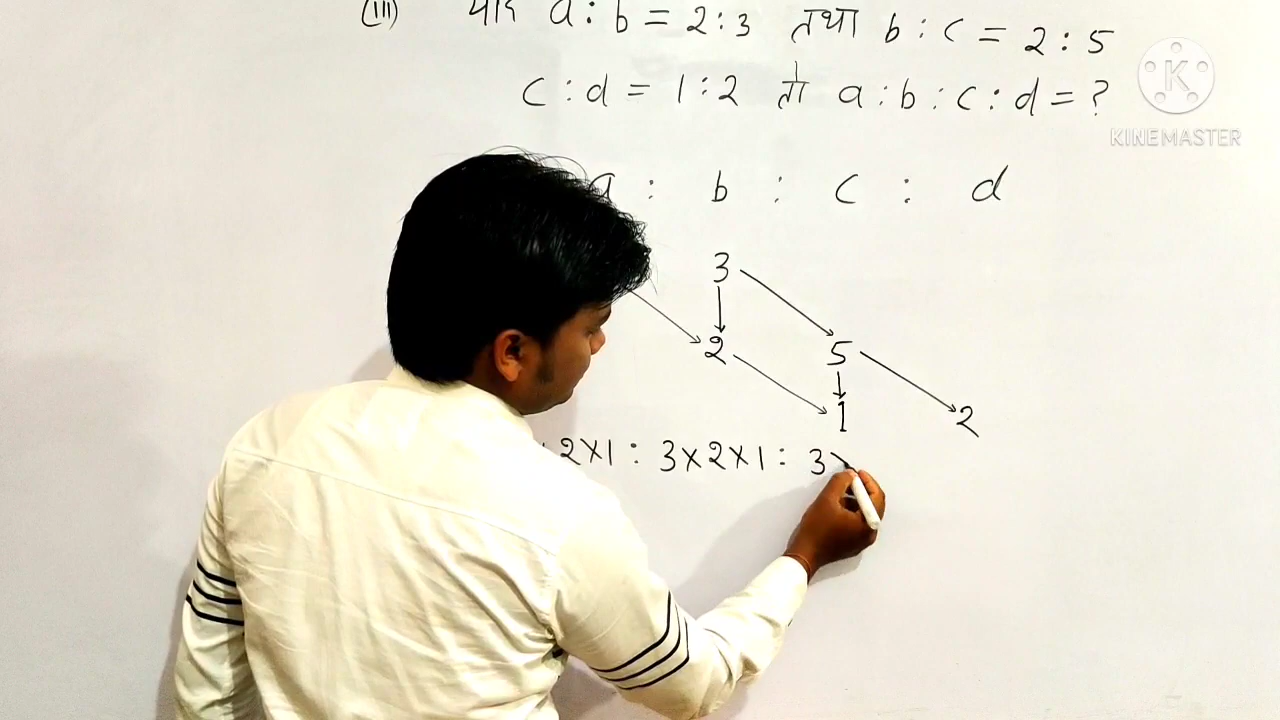 (iii) यदि a : b = 2 : 3 तथा b : c = 2 : 5
c : d = 1 : 2 तो a : b : c : d = ?
K
KINEMASTER
a : b : c : d
3
2 5
1 2
2×1 : 3×2×1 : 3×